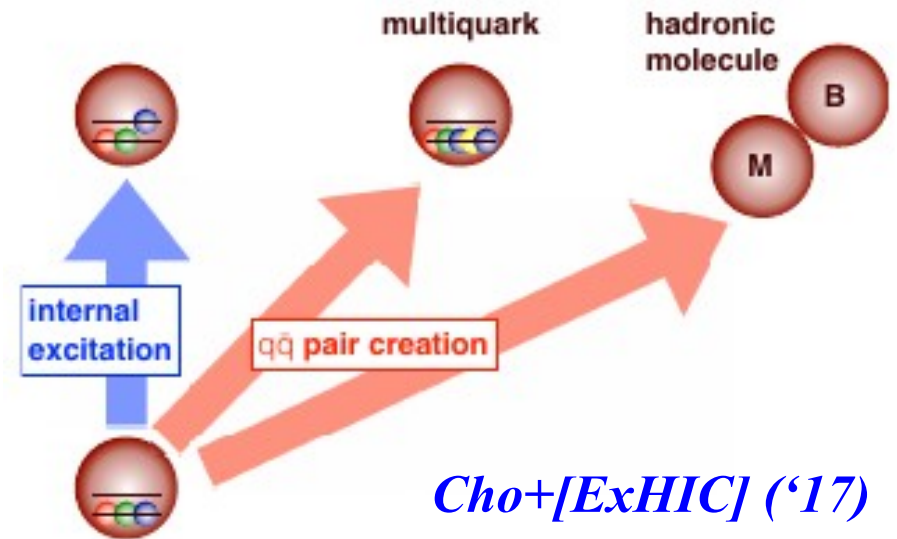 multiquark
hadronic
molecule
B
M
internal
excitation
qq̄ pair creation
Cho+[ExHIC] (‘17)